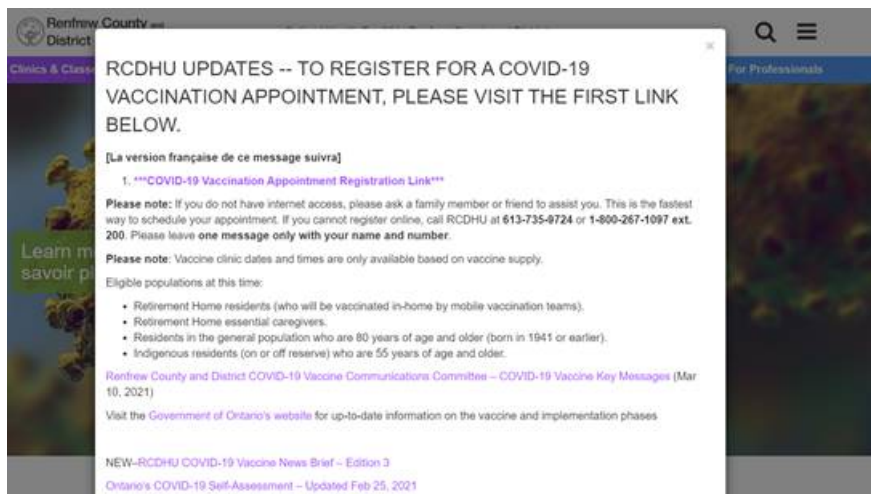 Renfrew County and
District
Clinics & Classe
For Professionals
Learn m
savoir pl
×
RCDHU UPDATES -- TO REGISTER FOR A COVID-19
VACCINATION APPOINTMENT, PLEASE VISIT THE FIRST LINK
BELOW.
[La version française de ce message suivra]
1. ***COVID-19 Vaccination Appointment Registration Link***
Please note: If you do not have internet access, please ask a family member or friend to assist you. This is the fastest
way to schedule your appointment. If you cannot register online, call RCDHU at 613-735-9724 or 1-800-267-1097 ext.
200. Please leave one message only with your name and number.
Please note: Vaccine clinic dates and times are only available based on vaccine supply.
Eligible populations at this time:
• Retirement Home residents (who will be vaccinated in-home by mobile vaccination teams).
• Retirement Home essential caregivers.
• Residents in the general population who are 80 years of age and older (born in 1941 or earlier).
• Indigenous residents (on or off reserve) who are 55 years of age and older.
Renfrew County and District COVID-19 Vaccine Communications Committee – COVID-19 Vaccine Key Messages (Mar
10, 2021)
Visit the Government of Ontario's website for up-to-date information on the vaccine and implementation phases
NEW–RCDHU COVID-19 Vaccine News Brief – Edition 3
Ontario's COVID-19 Self-Assessment – Updated Feb 25, 2021